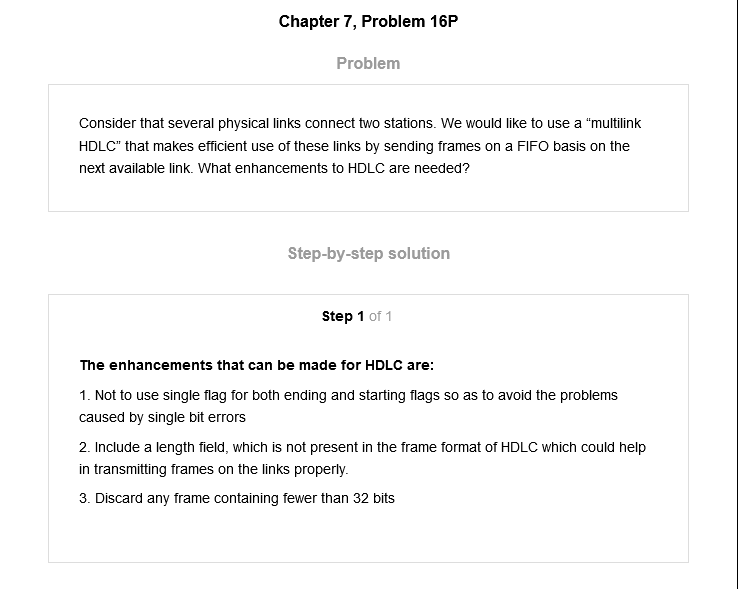 Chapter 7, Problem 16P
Problem
Consider that several physical links connect two stations. We would like to use a “multilink
HDLC” that makes efficient use of these links by sending frames on a FIFO basis on the
next available link. What enhancements to HDLC are needed?
Step-by-step solution
Step 1 of 1
The enhancements that can be made for HDLC are:
1. Not to use single flag for both ending and starting flags so as to avoid the problems
caused by single bit errors
2. Include a length field, which is not present in the frame format of HDLC which could help
in transmitting frames on the links properly.
3. Discard any frame containing fewer than 32 bits